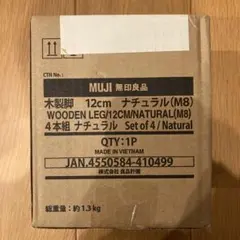 CTN No.:
MUJI 無印良品
木製脚 12cm ナチュラル(M8)
WOODEN LEG/12CM/NATURAL(M8)
4本組 ナチュラル Set of 4 / Natural
QTY:1P
MADE IN VIETNAM
JAN.4550584-410499
株式会社 良品計画
総重量:約1.3kg